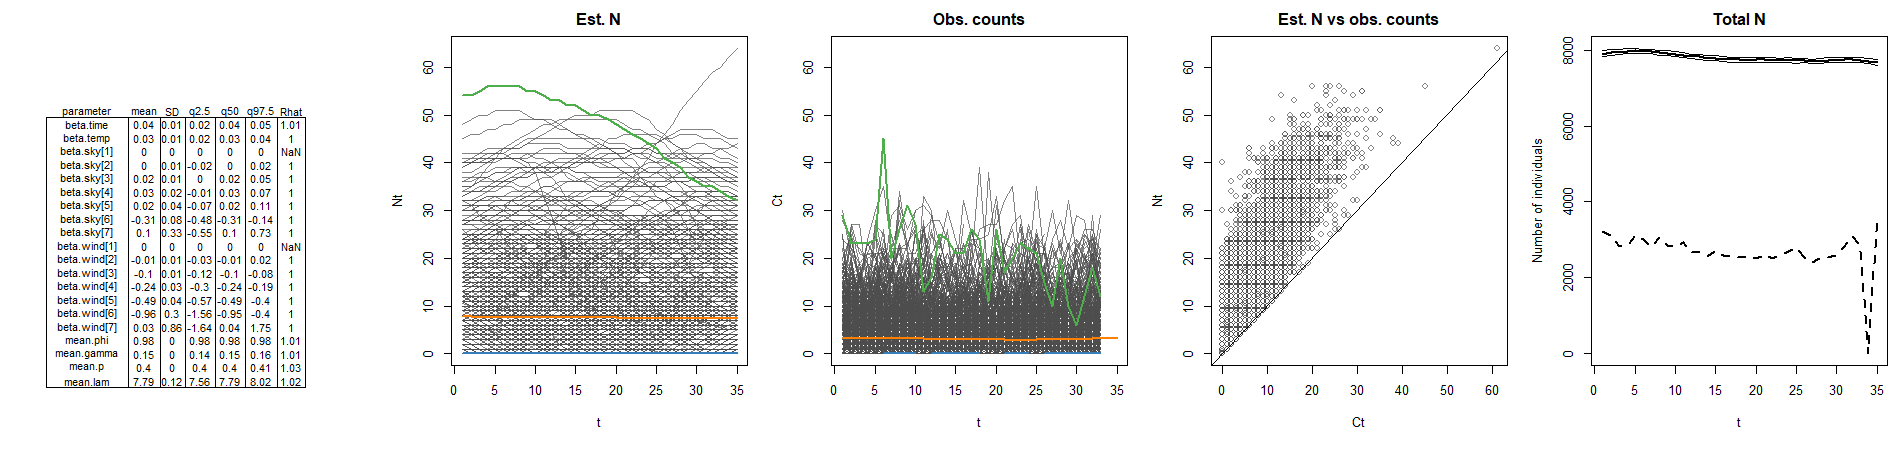 parameter mean SD q2.5 q50 q97.5 Rhat
beta.time 0.04 0.01 0.02 0.04 0.05 1.01
beta.temp 0.03 0.01 0.02 0.03 0.04 1
beta.sky[1] 0 0 0 0 0 NaN
beta.sky[2] 0 0.01 -0.02 0 0.02 1
beta.sky[3] 0.02 0.01 0 0.02 0.05 1
beta.sky[4] 0.03 0.02 -0.01 0.03 0.07 1
beta.sky[5] 0.02 0.04 -0.07 0.02 0.11 1
beta.sky[6] -0.31 0.08 -0.48 -0.31 -0.14 1
beta.sky[7] 0.1 0.33 -0.55 0.1 0.73 1
beta.wind[1] 0 0 0 0 0 NaN
beta.wind[2] -0.01 0.01 -0.03 -0.01 0.02 1
beta.wind[3] -0.1 0.01 -0.12 -0.1 -0.08 1
beta.wind[4] -0.24 0.03 -0.3 -0.24 -0.19 1
beta.wind[5] -0.49 0.04 -0.57 -0.49 -0.4 1
beta.wind[6] -0.96 0.3 -1.56 -0.95 -0.4 1
beta.wind[7] 0.03 0.86 -1.64 0.04 1.75 1
mean.phi 0.98 0 0.98 0.98 0.98 1.01
mean.gamma 0.15 0 0.14 0.15 0.16 1.01
mean.p 0.4 0 0.4 0.4 0.41 1.03
mean.lam 7.79 0.12 7.56 7.79 8.02 1.02
Est. N
Nt
60
50
40
30
20
10
0
0 5 10 15 20 25 30 35
t
Obs. counts
Ct
60
50
40
30
20
10
0
0 5 10 15 20 25 30 35
t
Est. N vs obs. counts
Nt
60
50
40
30
20
10
0
0 10 20 30 40 50 60
Ct
Total N
Number of individuals
8000
6000
4000
2000
0
0 5 10 15 20 25 30 35
t